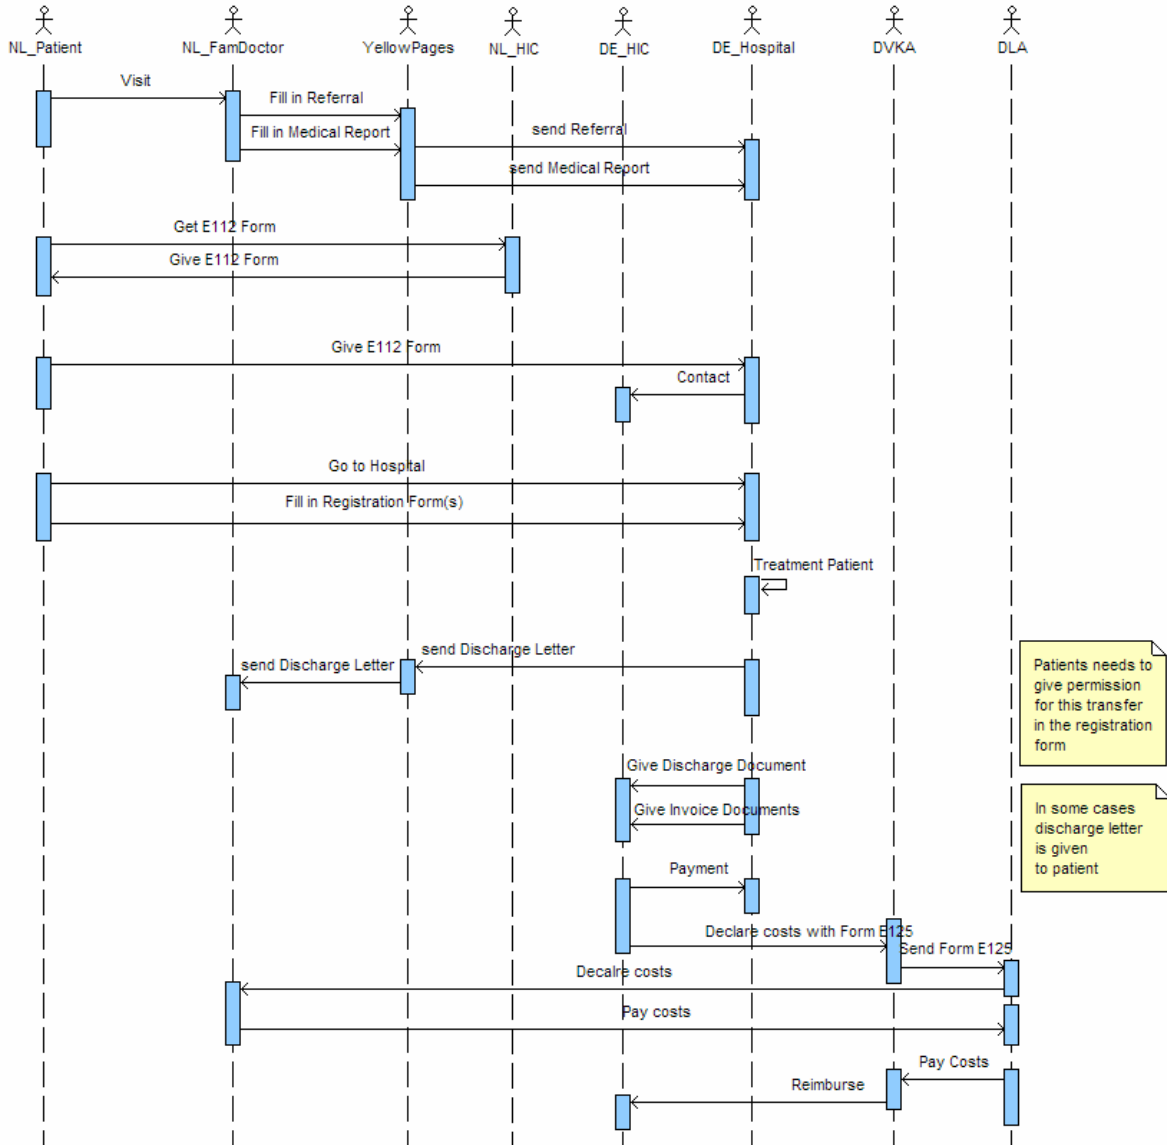 NL_Patient NL_FamDoctor YellowPages NL_HIC DE_HIC DE_Hospital DVKA DLA
Visit
Fill in Referral
Fill in Medical Report
send Referral
send Medical Report
Get E112 Form
Give E112 Form
Give E112 Form
Contact
Go to Hospital
Fill in Registration Form(s)
Treatment Patient
send Discharge Letter
send Discharge Letter
Patients needs to
give permission
for this transfer
in the registration
form
Give Discharge Document
Give Invoice Documents
In some cases
discharge letter
is given
to patient
Payment
Declare costs with Form E125
Send Form E125
Decalre costs
Pay costs
Pay Costs
Reimburse